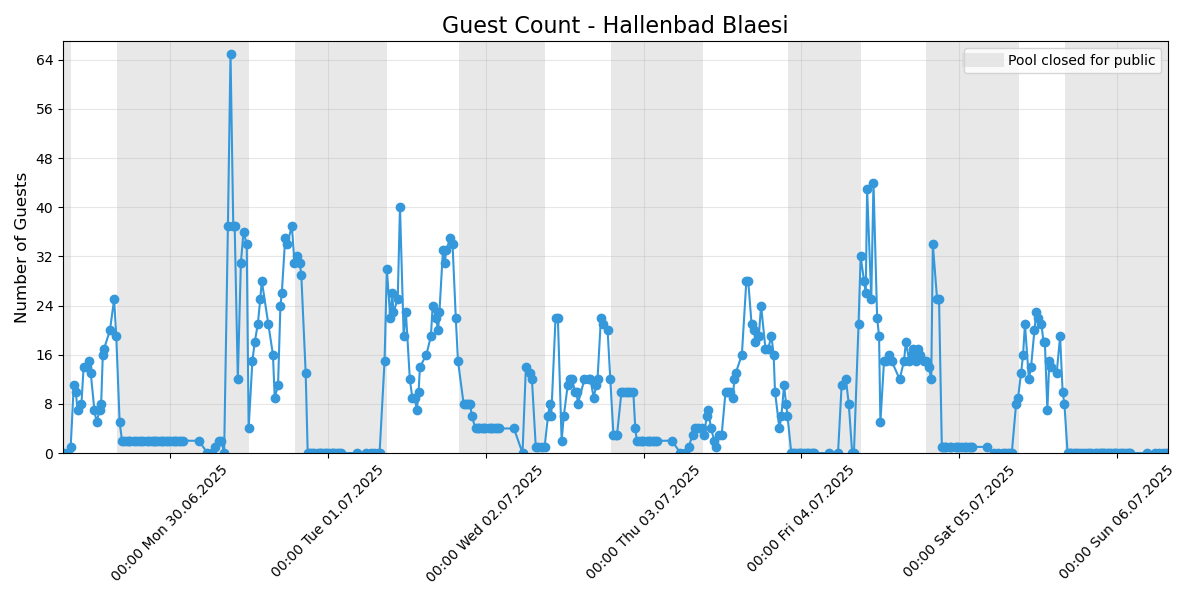 Guest Count - Hallenbad Blaesi
Pool closed for public
Number of Guests
64
56
48
40
32
24
16
8
0
00:00 Mon 30.06.2025
00:00 Tue 01.07.2025
00:00 Wed 02.07.2025
00:00 Thu 03.07.2025
00:00 Fri 04.07.2025
00:00 Sat 05.07.2025
00:00 Sun 06.07.2025